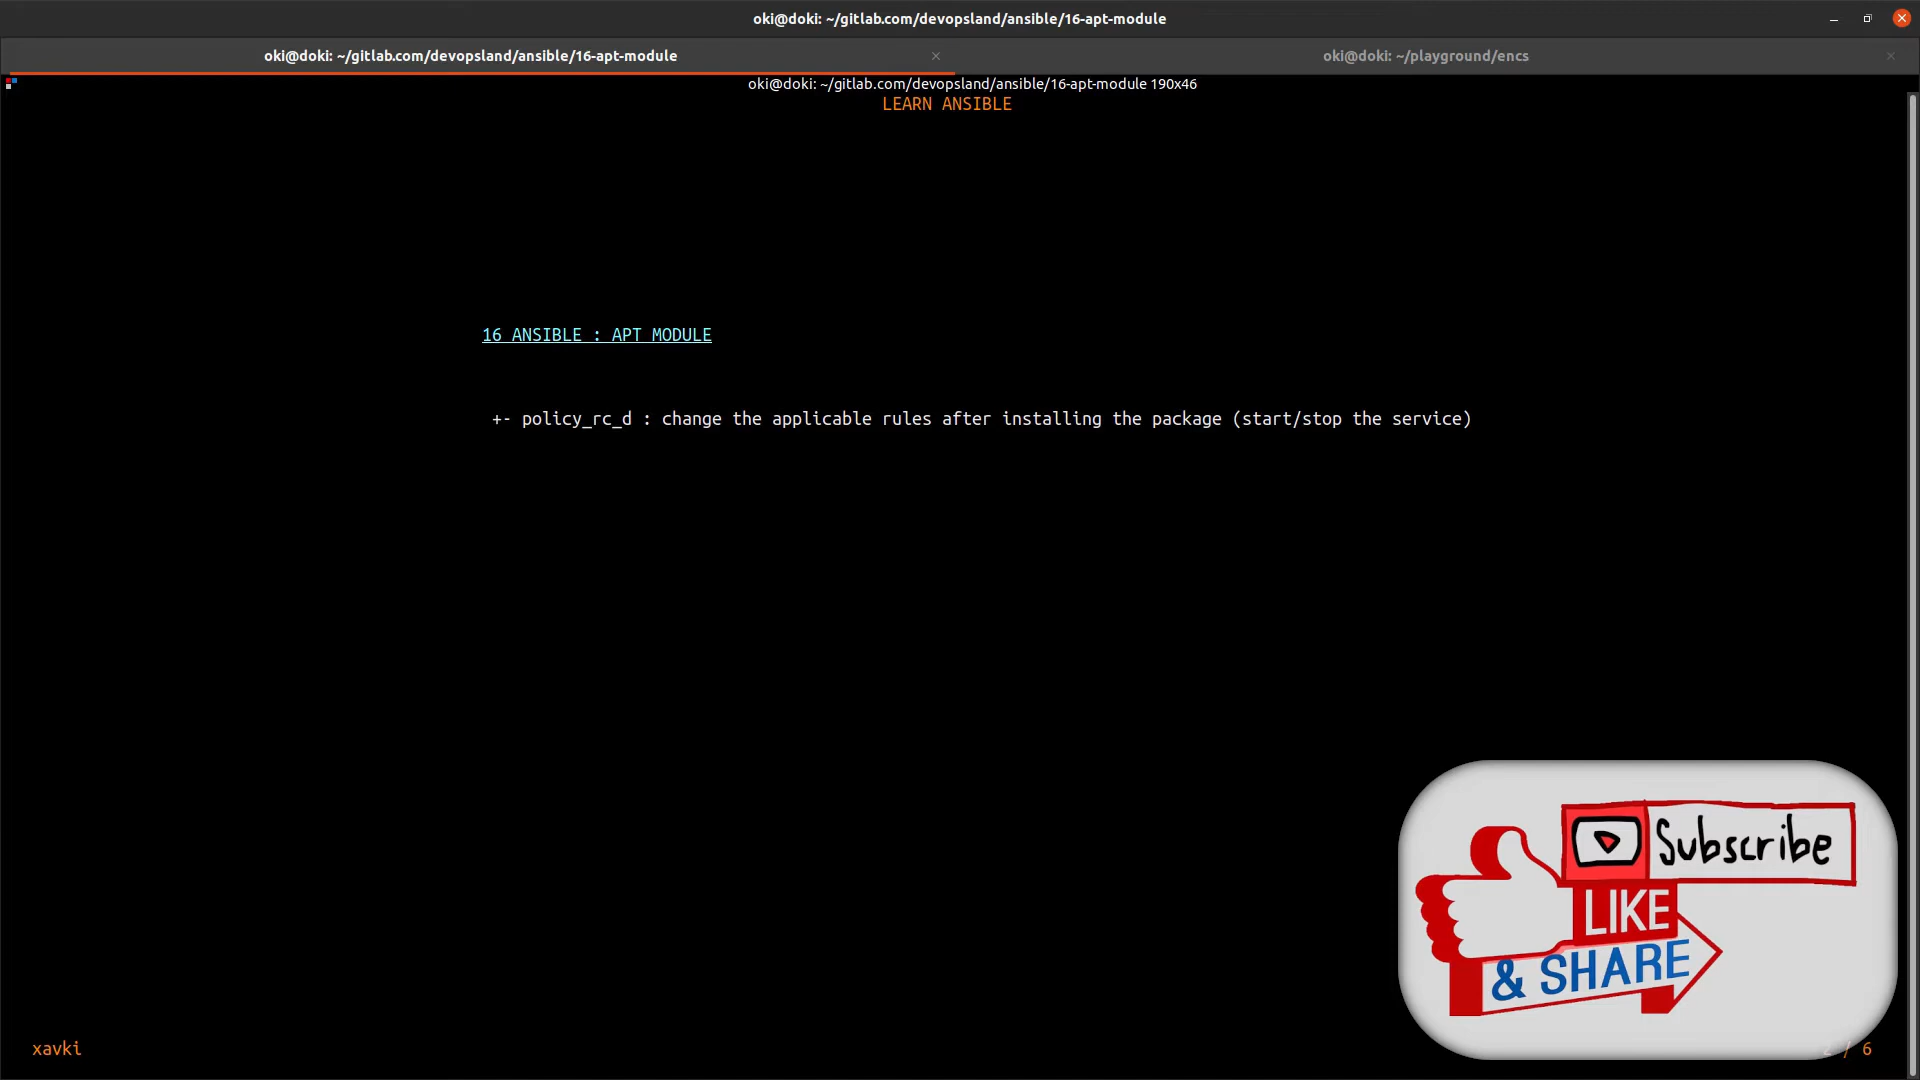 oki@doki: ~/gitlab.com/devopsland/ansible/16-apt-module
oki@doki: ~/gitlab.com/devopsland/ansible/16-apt-module
oki@doki: ~/playground/encs
oki@doki: ~/gitlab.com/devopsland/ansible/16-apt-module 190x46
LEARN ANSIBLE
16 ANSIBLE : APT MODULE
+- policy_rc_d : change the applicable rules after installing the package (start/stop the service)
Subscribe
LIKE
& SHARE
xavki
/ 6